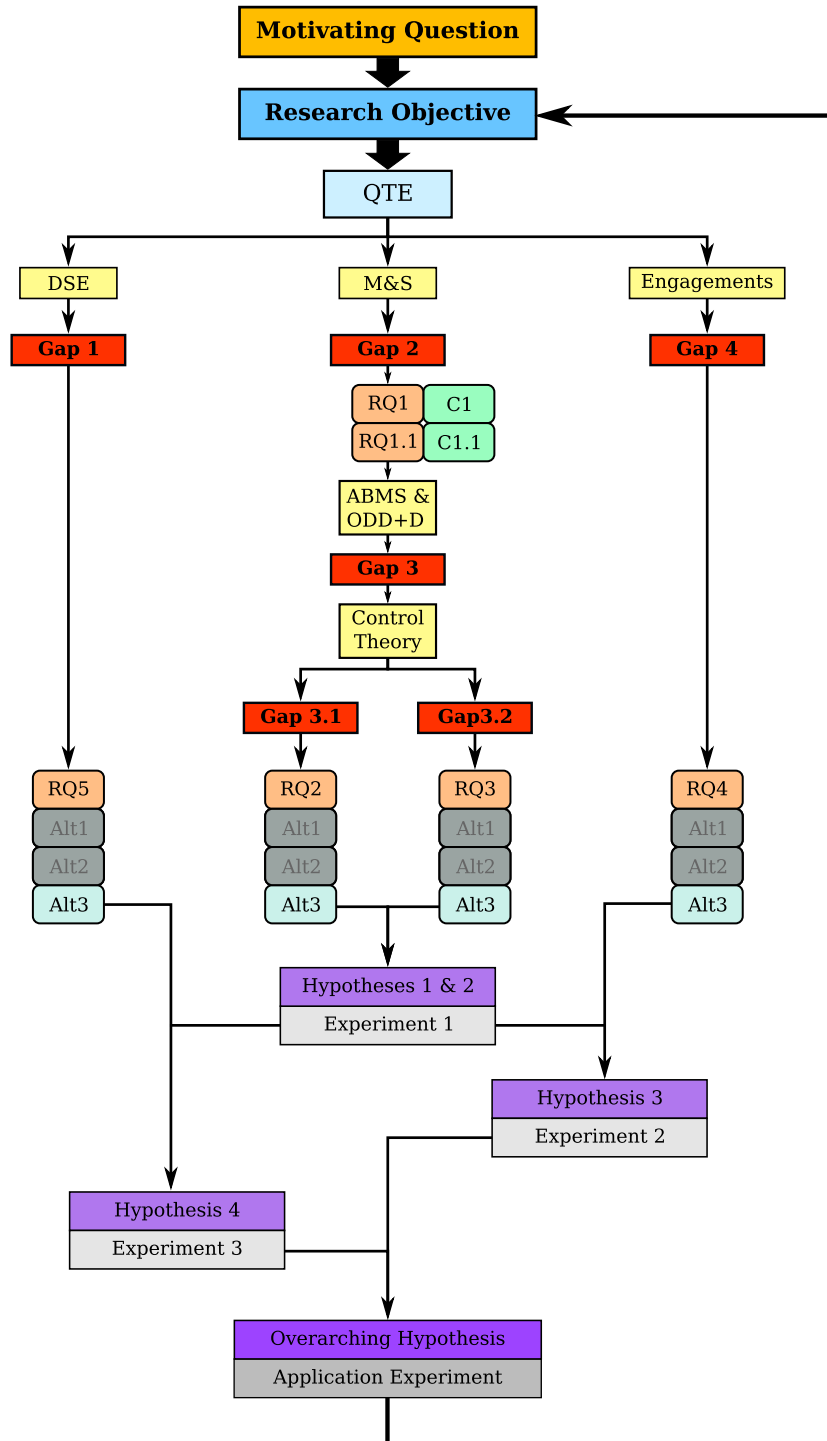 Motivating Question
Research Objective
QTE
DSE
M&S
Engagements
Gap 1
Gap 2
Gap 4
RQ1
C1
RQ1.1
C1.1
ABMS &
ODD+D
Gap 3
Control
Theory
Gap 3.1
Gap3.2
RQ5
RQ2
RQ3
RQ4
Alt1
Alt1
Alt1
Alt1
Alt2
Alt2
Alt2
Alt2
Alt3
Alt3
Alt3
Alt3
Hypotheses 1 & 2
Experiment 1
Hypothesis 3
Experiment 2
Hypothesis 4
Experiment 3
Overarching Hypothesis
Application Experiment